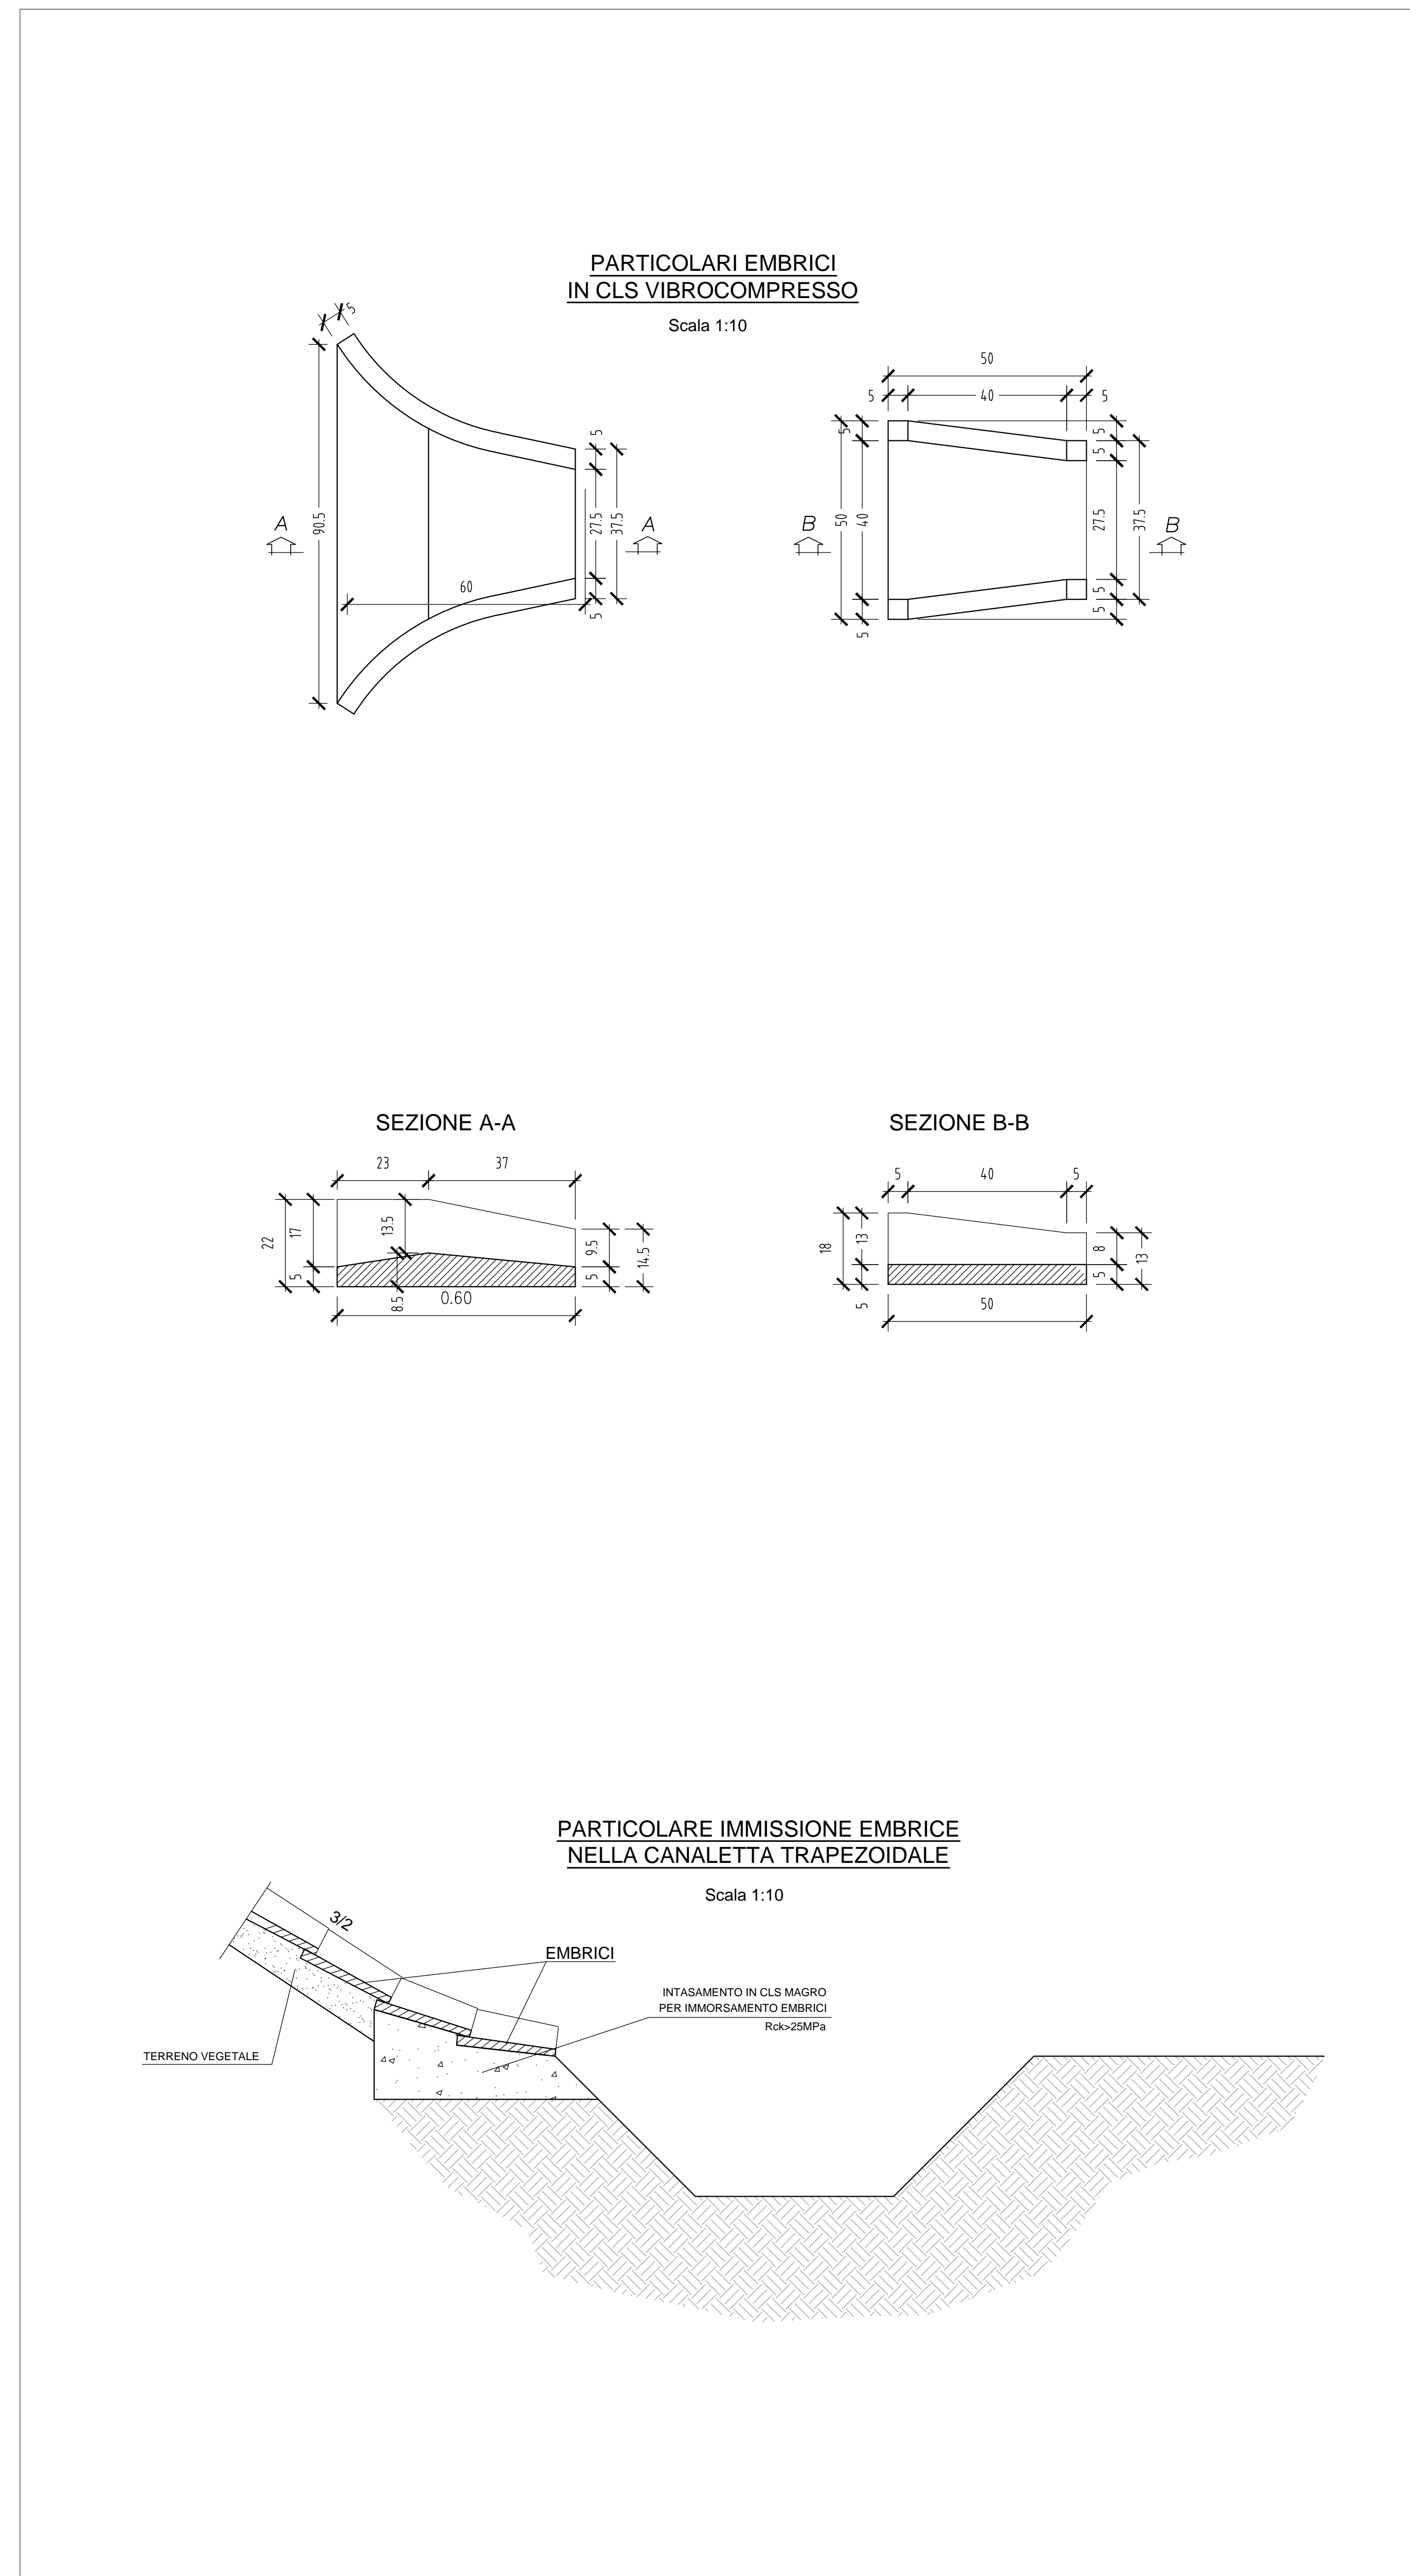 PARTICOLARI EMBRICI
IN CLS VIBROCOMPRESSO
Scala 1:10
5
90.5
A
60
5
27.5
5
37.5
A
50
5
40
5
B
50
5
40
5
5
5
27.5
5
5
37.5
B
SEZIONE A-A
23
37
22
17
5
13.5
8.5
9.5
5
14.5
0.60
SEZIONE B-B
5
40
5
18
13
5
8
5
13
50
PARTICOLARE IMMISSIONE EMBRICE
NELLA CANALETTA TRAPEZOIDALE
Scala 1:10
3/2
EMBRICI
INTASAMENTO IN CLS MAGRO
PER IMMORSAMENTO EMBRICI
Rck>25MPa
TERRENO VEGETALE